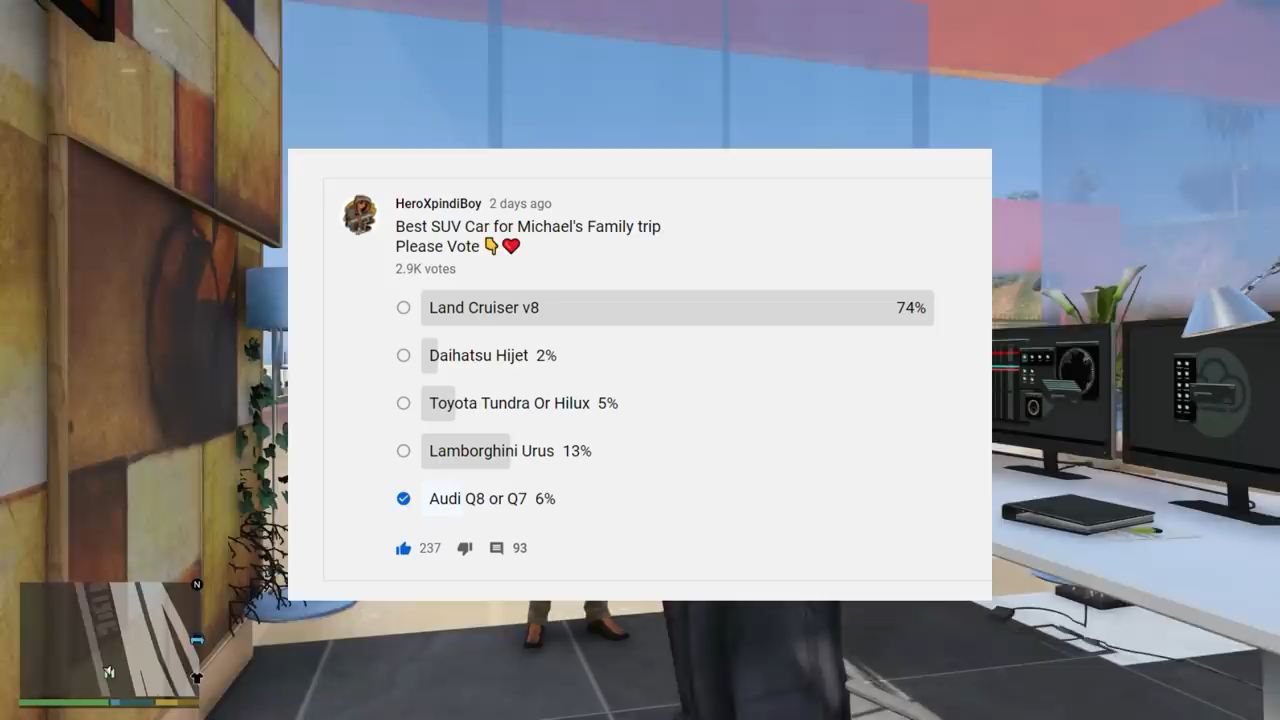 HeroXpindiBoy 2 days ago
Best SUV Car for Michael's Family trip
Please Vote 👇❤️
2.9K votes
Land Cruiser v8 74%
Daihatsu Hijet 2%
Toyota Tundra Or Hilux 5%
Lamborghini Urus 13%
Audi Q8 or Q7 6%
237 93
N